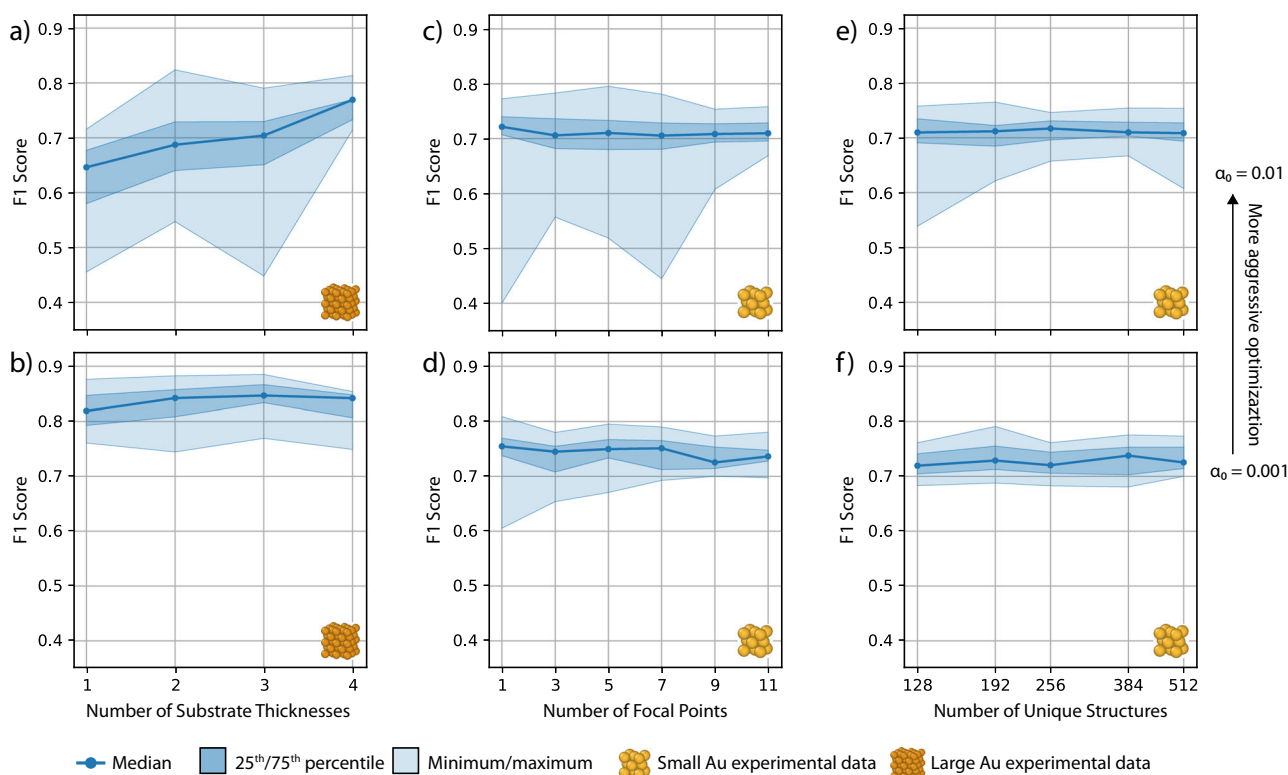 a)
0.9
0.8
0.7
0.6
0.5
0.4
F1 Score
1
2
3
4
c)
0.9
0.8
0.7
0.6
0.5
0.4
F1 Score
e)
0.9
0.8
0.7
0.6
0.5
0.4
F1 Score
α₀ = 0.01
More aggressive optimizaztion
α₀ = 0.001
b)
0.9
0.8
0.7
0.6
0.5
0.4
F1 Score
1
2
3
4
Number of Substrate Thicknesses
d)
0.9
0.8
0.7
0.6
0.5
0.4
F1 Score
1
3
5
7
9
11
Number of Focal Points
f)
0.9
0.8
0.7
0.6
0.5
0.4
F1 Score
128
192
256
384
512
Number of Unique Structures
Median
25th/75th percentile
Minimum/maximum
Small Au experimental data
Large Au experimental data